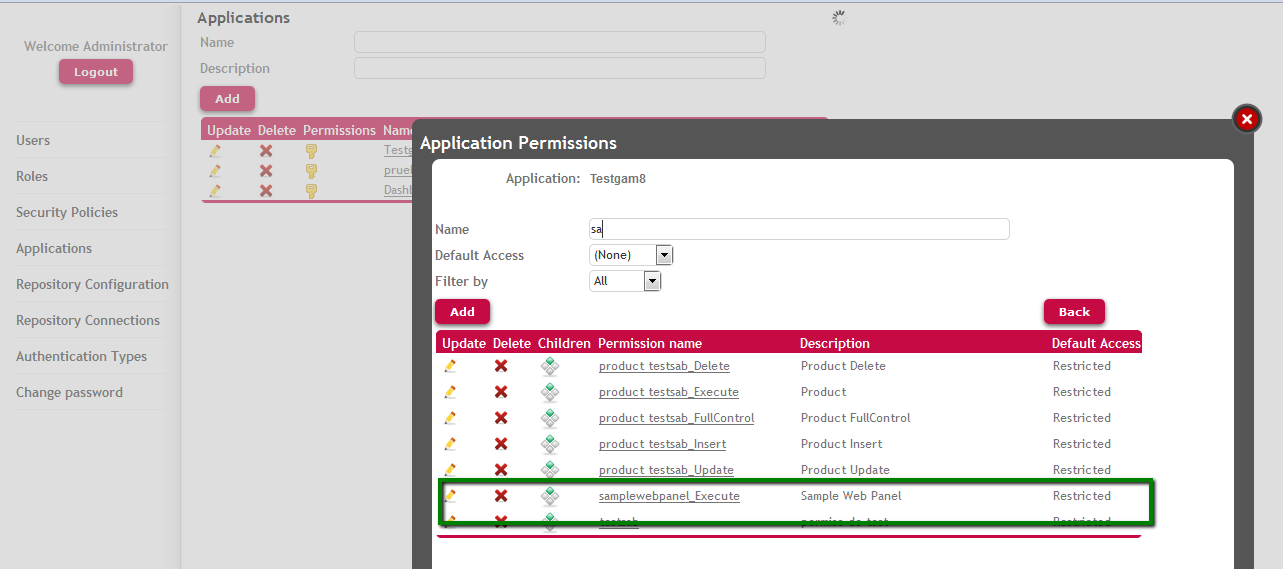 Applications
Welcome Administrator
Name
Logout
Description
Add
Update Delete Permissions Name
Users
Roles
Security Policies
Applications
Repository Configuration
Repository Connections
Authentication Types
Change password
Application Permissions
Application: Testgam8
Name sa
Default Access (None)
Filter by All
Add Back
Update Delete Children Permission name Description Default Access
product testsab_Delete Product Delete Restricted
product testsab_Execute Product Restricted
product testsab_FullControl Product FullControl Restricted
product testsab_Insert Product Insert Restricted
product testsab_Update Product Update Restricted
samplewebpanel_Execute Sample Web Panel Restricted
testsab permiso de test Restricted